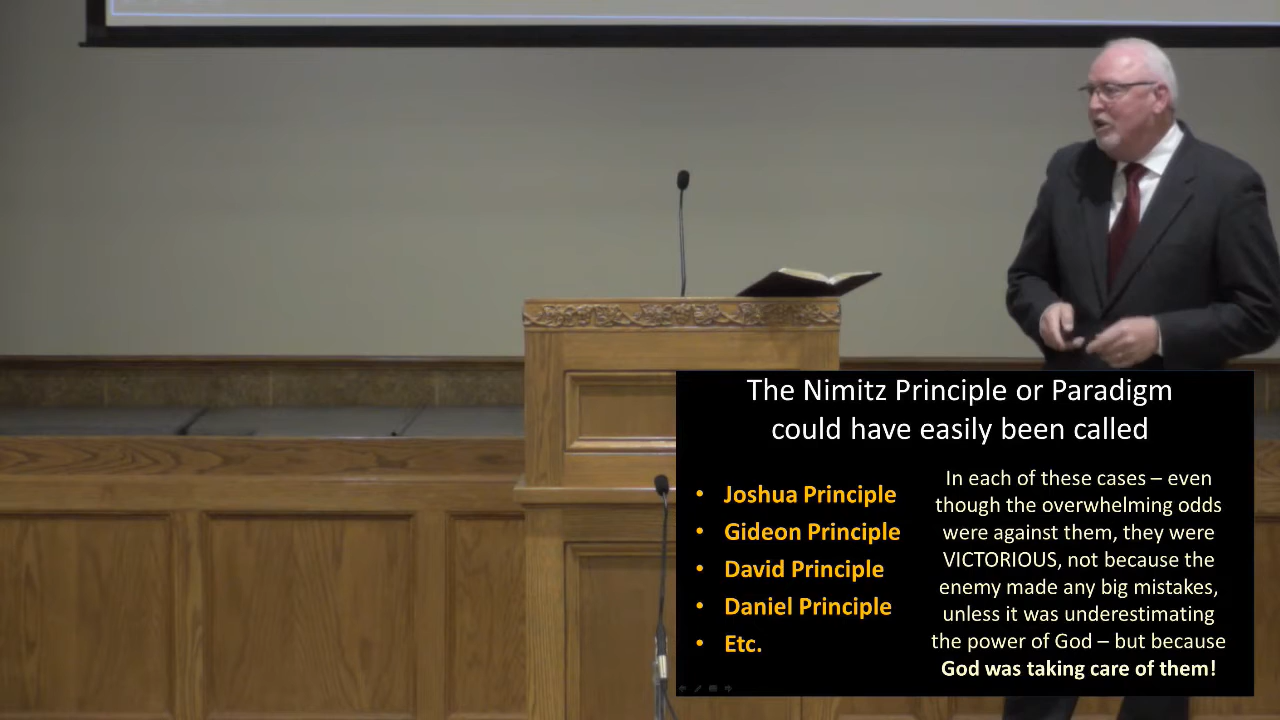 The Nimitz Principle or Paradigm
could have easily been called
• Joshua Principle
• Gideon Principle
• David Principle
• Daniel Principle
• Etc.
In each of these cases – even
though the overwhelming odds
were against them, they were
VICTORIOUS, not because the
enemy made any big mistakes,
unless it was underestimating
the power of God – but because
God was taking care of them!